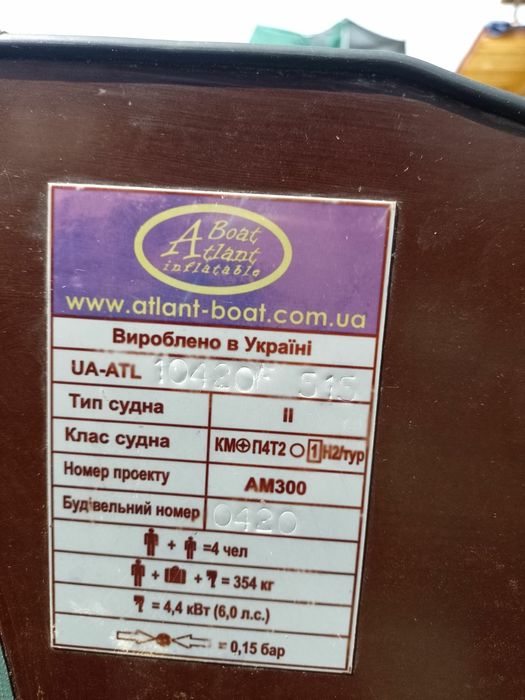 A Boat
Atlant
inflatable
www.atlant-boat.com.ua
Вироблено в Україні
UA-ATL 10420F 515
Тип судна II
Клас судна КМ⊕П4Т2 ○ 1 Н2/тур
Номер проекту АМ300
Будівельний номер 0420
+ =4 чел
+ + = 354 кг
= 4,4 кВт (6,0 л.с.)
= 0,15 бар